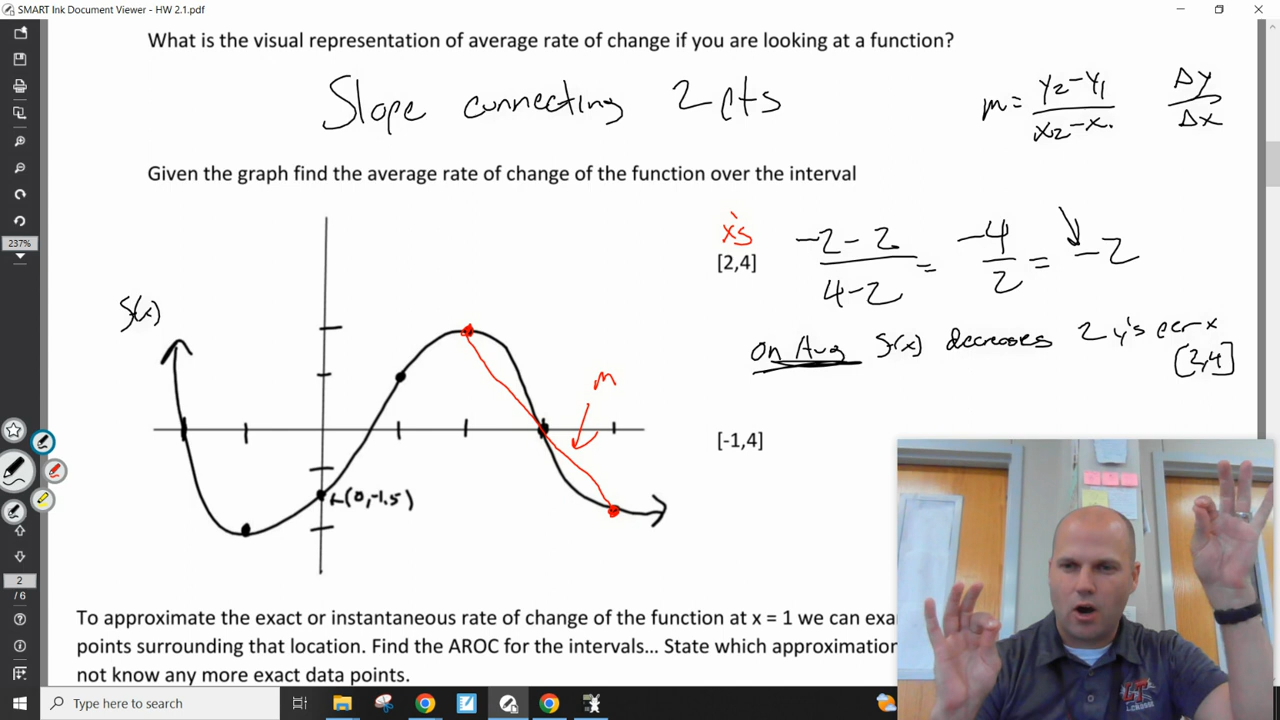 SMART Ink Document Viewer - HW 2.1.pdf
What is the visual representation of average rate of change if you are looking at a function?
Slope connecting 2 pts
m = y2-y1 / x2-x1 Δy / Δx
Given the graph find the average rate of change of the function over the interval
x's
[2,4] -2-2 / 4-2 = -4 / 2 = -2
f(x)
On Avg f(x) decreases 2 y's per x
[2,4]
m
[-1,4]
(0,-1.5)
To approximate the exact or instantaneous rate of change of the function at x = 1 we can exa
points surrounding that location. Find the AROC for the intervals... State which approximation
not know any more exact data points.
237%
2
/ 6
Type here to search